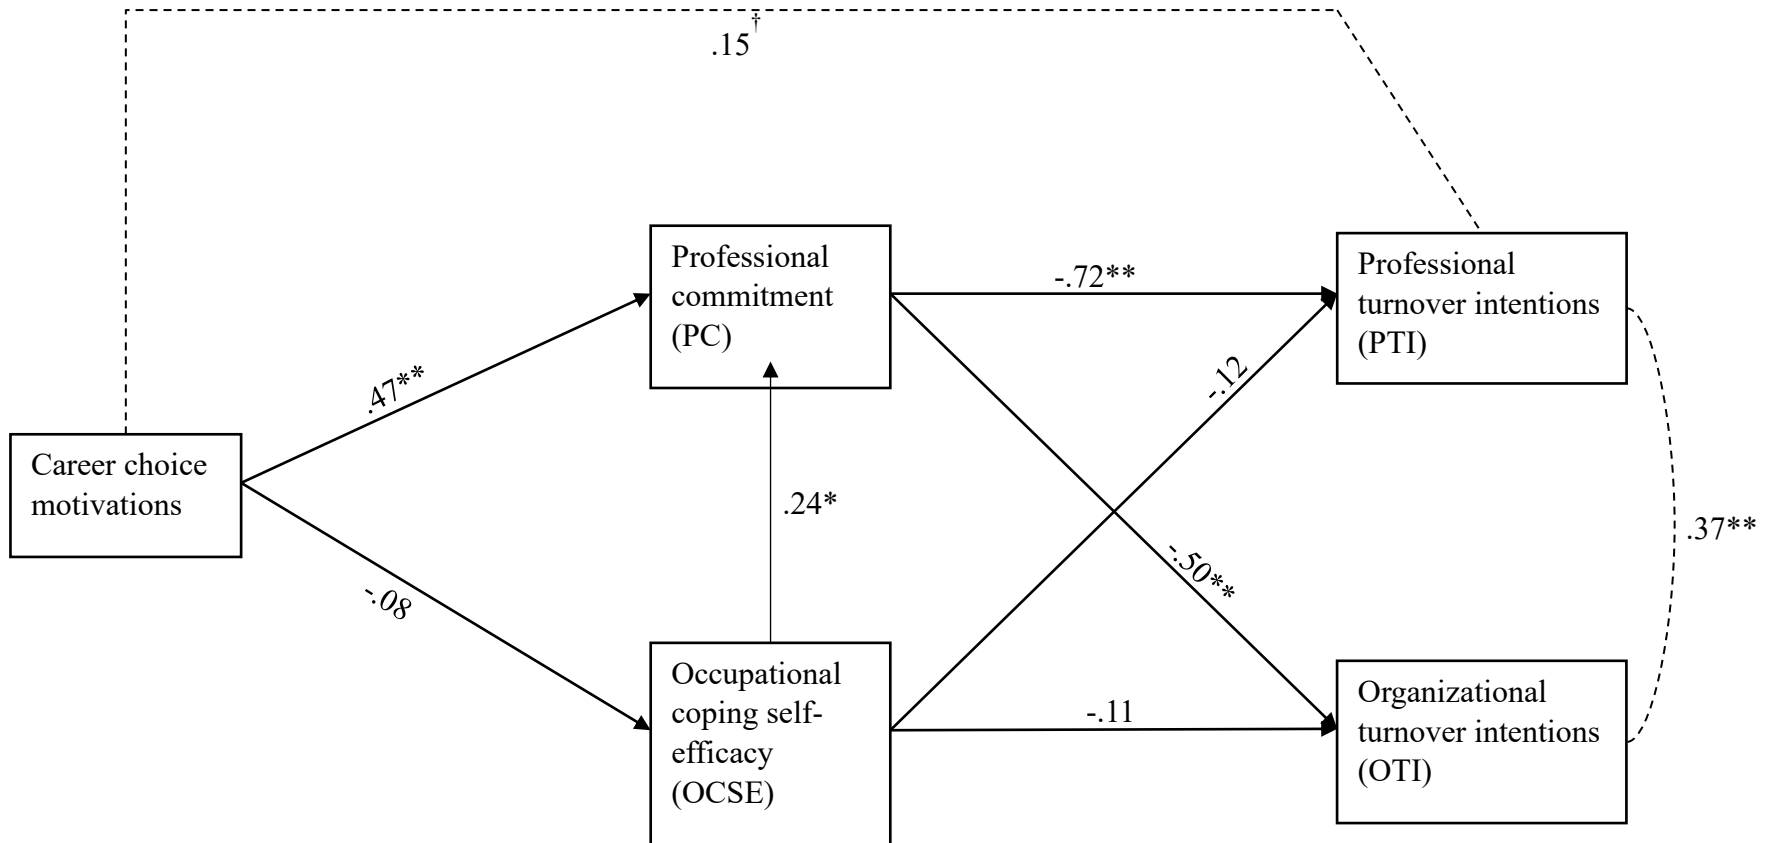 .15†
Professional
commitment
(PC)
Professional
turnover intentions
(PTI)
-.72**
-.12
.47**
Career choice
motivations
.24*
.37**
-.50**
-.08
Occupational
coping self-
efficacy
(OCSE)
-.11
Organizational
turnover intentions
(OTI)